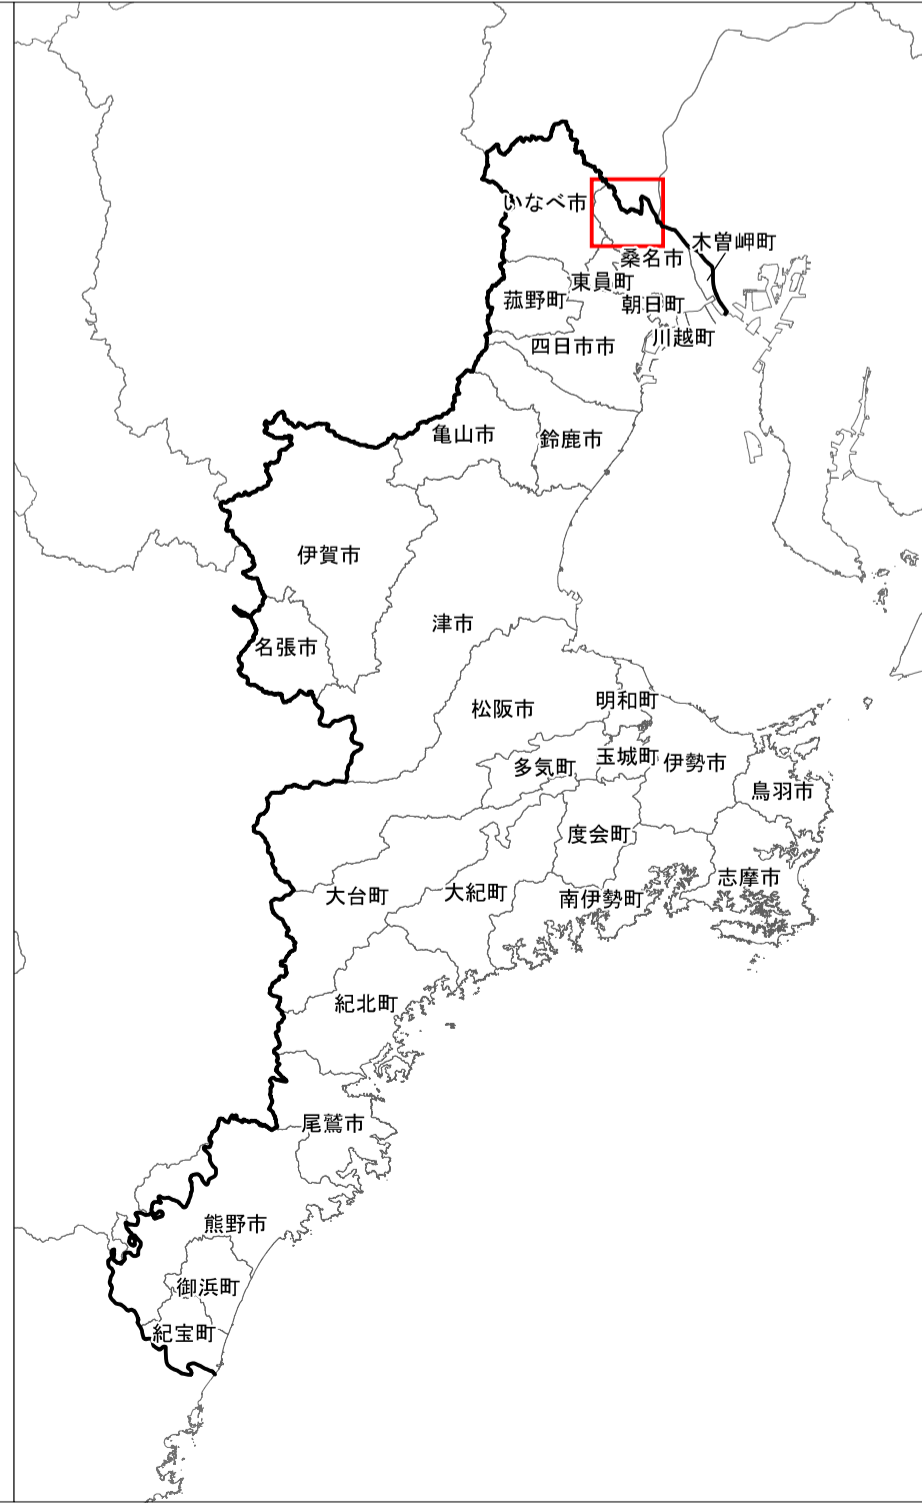 いなべ市
木曽岬町
桑名市
東員町
菰野町
朝日町
川越町
四日市市
亀山市
鈴鹿市
伊賀市
津市
名張市
松阪市
明和町
多気町
玉城町
伊勢市
鳥羽市
度会町
志摩市
大台町
大紀町
南伊勢町
紀北町
尾鷲市
熊野市
御浜町
紀宝町